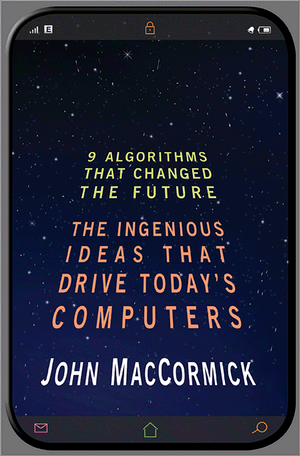 E
9 ALGORITHMS
THAT CHANGED
THE FUTURE
THE INGENIOUS
IDEAS THAT
DRIVE TODAY'S
COMPUTERS
JOHN MACCORMICK